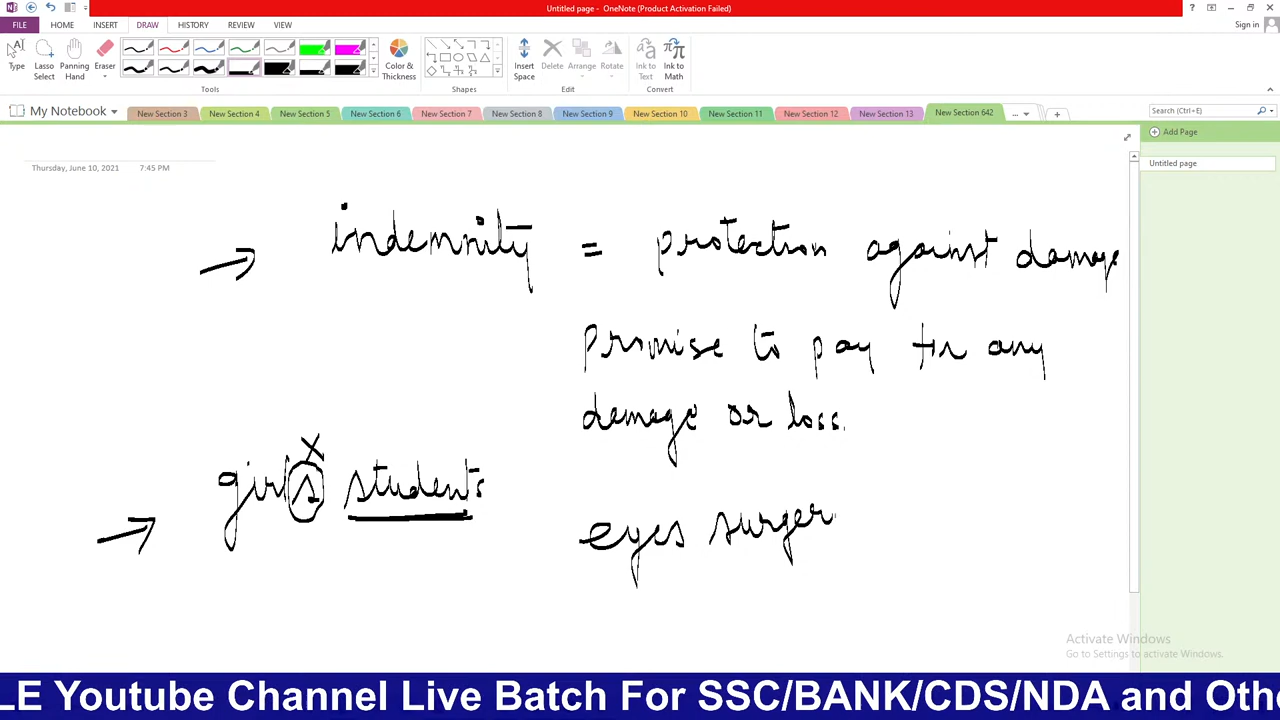 Untitled page - OneNote (Product Activation Failed)
FILE HOME INSERT DRAW HISTORY REVIEW VIEW
Sign in
Type Lasso Select Panning Hand Eraser Color & Thickness Insert Space Delete Arrange Rotate Ink to Text Ink to Math
Tools Shapes Edit Convert
My Notebook New Section 3 New Section 4 New Section 5 New Section 6 New Section 7 New Section 8 New Section 9 New Section 10 New Section 11 New Section 12 New Section 13 New Section 642 ... Search (Ctrl+E)
Add Page
Untitled page
Thursday, June 10, 2021 7:45 PM
→ indemnity = protection against damage
Promise to pay for any
damage or loss.
x
→ girls students
eyes surger
Activate Windows
Go to Settings to activate Windows.
LE Youtube Channel Live Batch For SSC/BANK/CDS/NDA and Othe